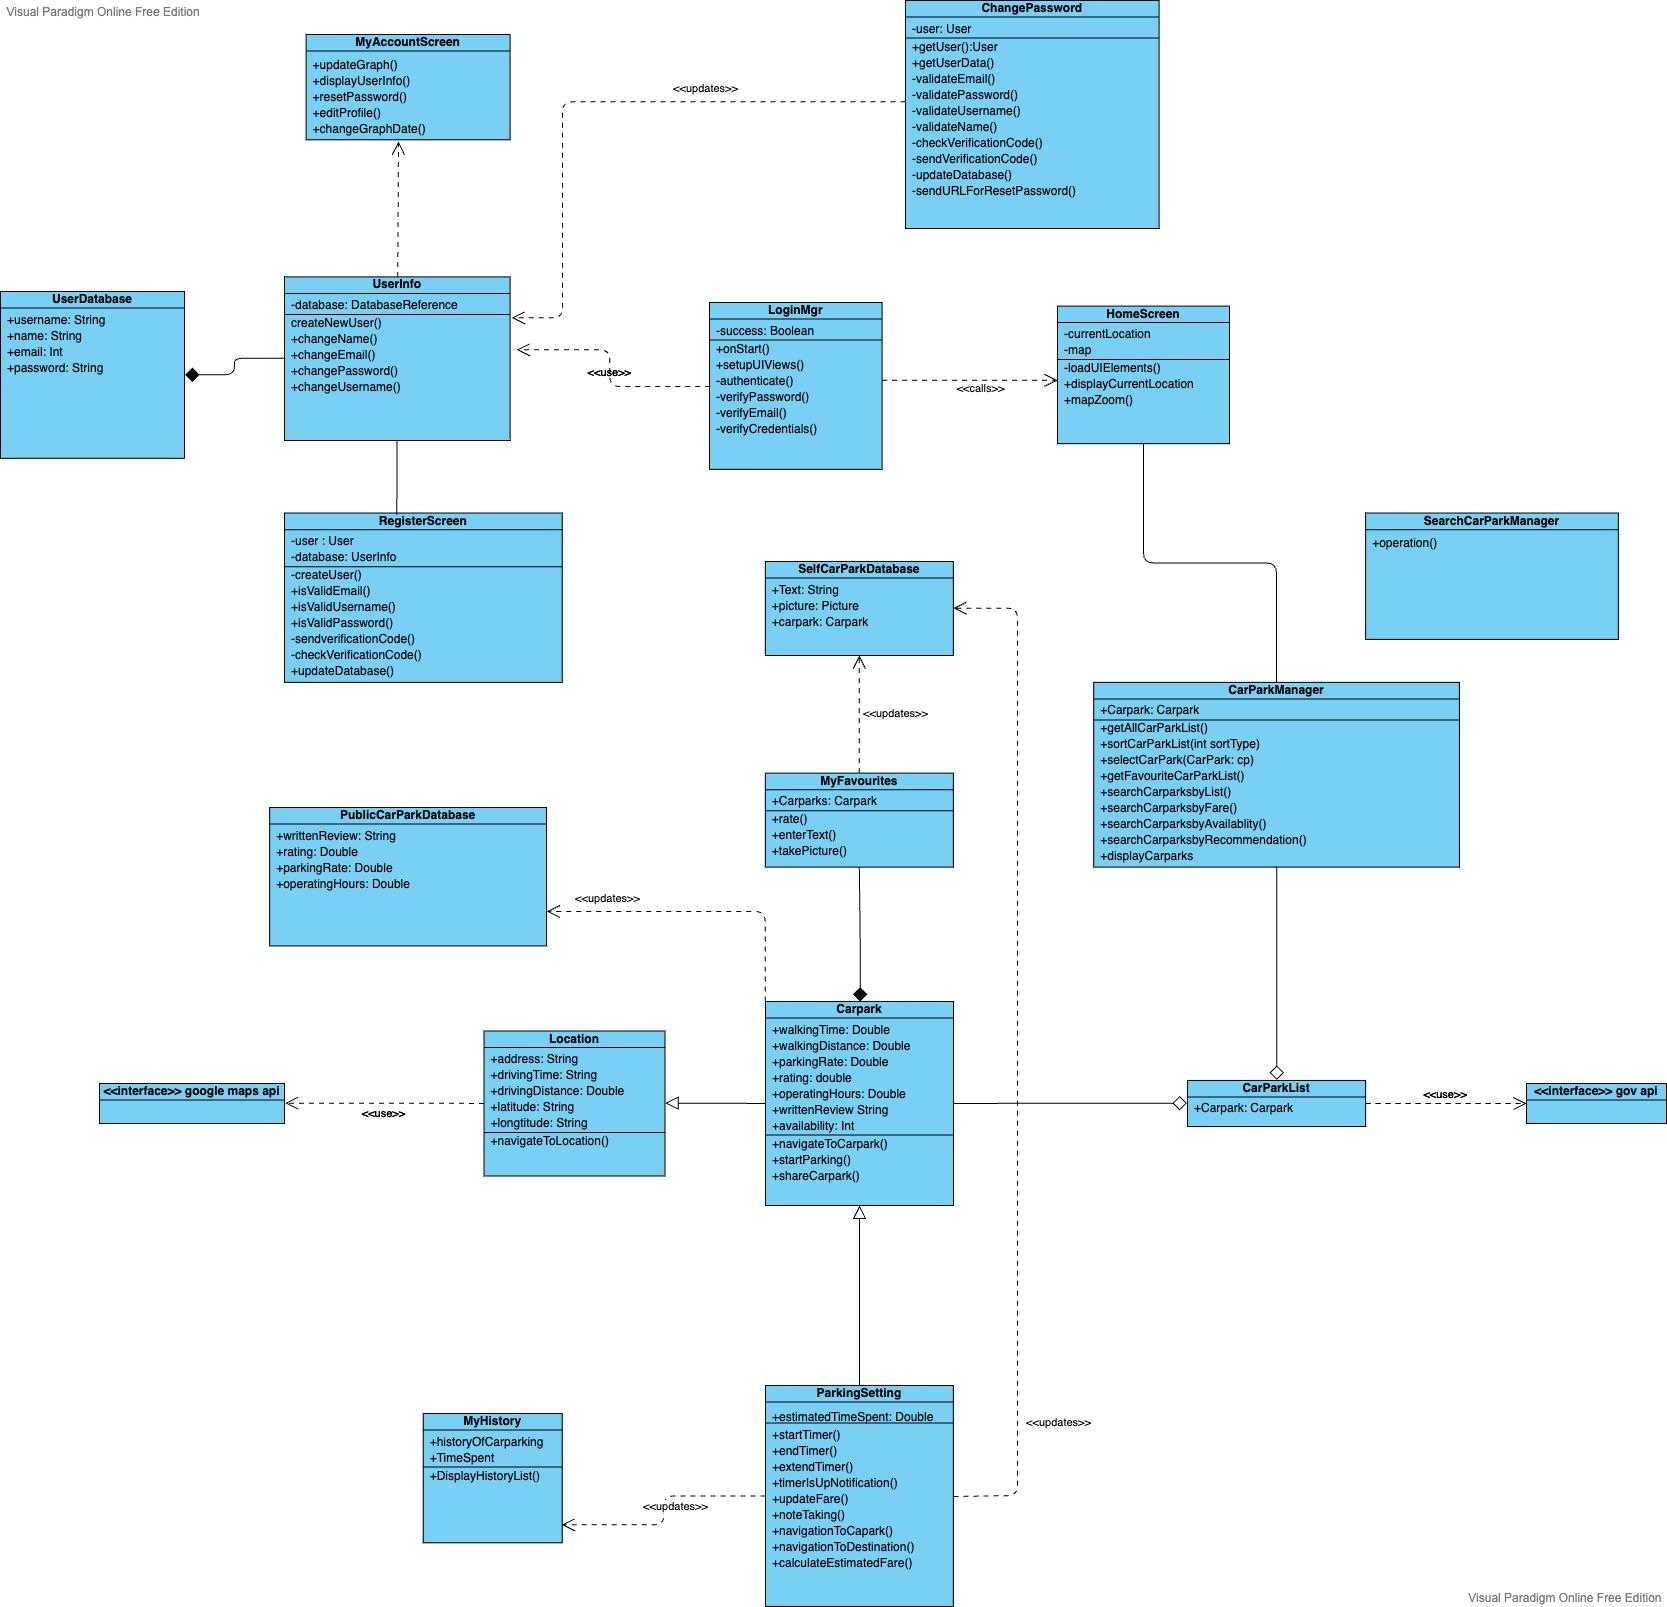 Visual Paradigm Online Free Edition
ChangePassword
-user: User
+getUser():User
+getUserData()
-validateEmail()
-validatePassword()
-validateUsername()
-validateName()
-checkVerificationCode()
-sendVerificationCode()
-updateDatabase()
-sendURLForResetPassword()
MyAccountScreen
+updateGraph()
+displayUserInfo()
+resetPassword()
+editProfile()
+changeGraphDate()
<<updates>>
UserDatabase
+username: String
+name: String
+email: Int
+password: String
UserInfo
-database: DatabaseReference
createNewUser()
+changeName()
+changeEmail()
+changePassword()
+changeUsername()
<<use>>
LoginMgr
-success: Boolean
+onStart()
+setupUIViews()
-authenticate()
-verifyPassword()
-verifyEmail()
-verifyCredentials()
<<calls>>
HomeScreen
-currentLocation
-map
-loadUIElements()
+displayCurrentLocation
+mapZoom()
RegisterScreen
-user : User
-database: UserInfo
-createUser()
+isValidEmail()
+isValidUsername()
+isValidPassword()
-sendverificationCode()
-checkVerificationCode()
+updateDatabase()
SearchCarParkManager
+operation()
SelfCarParkDatabase
+Text: String
+picture: Picture
+carpark: Carpark
<<updates>>
CarParkManager
+Carpark: Carpark
+getAllCarParkList()
+sortCarParkList(int sortType)
+selectCarPark(CarPark: cp)
+getFavouriteCarParkList()
+searchCarparksbyList()
+searchCarparksbyFare()
+searchCarparksbyAvailablity()
+searchCarparksbyRecommendation()
+displayCarparks
MyFavourites
+Carparks: Carpark
+rate()
+enterText()
+takePicture()
PublicCarParkDatabase
+writtenReview: String
+rating: Double
+parkingRate: Double
+operatingHours: Double
<<updates>>
Carpark
+walkingTime: Double
+walkingDistance: Double
+parkingRate: Double
+rating: double
+operatingHours: Double
+writtenReview String
+availability: Int
+navigateToCarpark()
+startParking()
+shareCarpark()
Location
+address: String
+drivingTime: String
+drivingDistance: Double
+latitude: String
+longtitude: String
+navigateToLocation()
<<interface>> google maps api
<<use>>
CarParkList
+Carpark: Carpark
<<use>>
<<interface>> gov api
ParkingSetting
+estimatedTimeSpent: Double
+startTimer()
+endTimer()
+extendTimer()
+timerIsUpNotification()
+updateFare()
+noteTaking()
+navigationToCapark()
+navigationToDestination()
+calculateEstimatedFare()
<<updates>>
MyHistory
+historyOfCarparking
+TimeSpent
+DisplayHistoryList()
<<updates>>
Visual Paradigm Online Free Edition